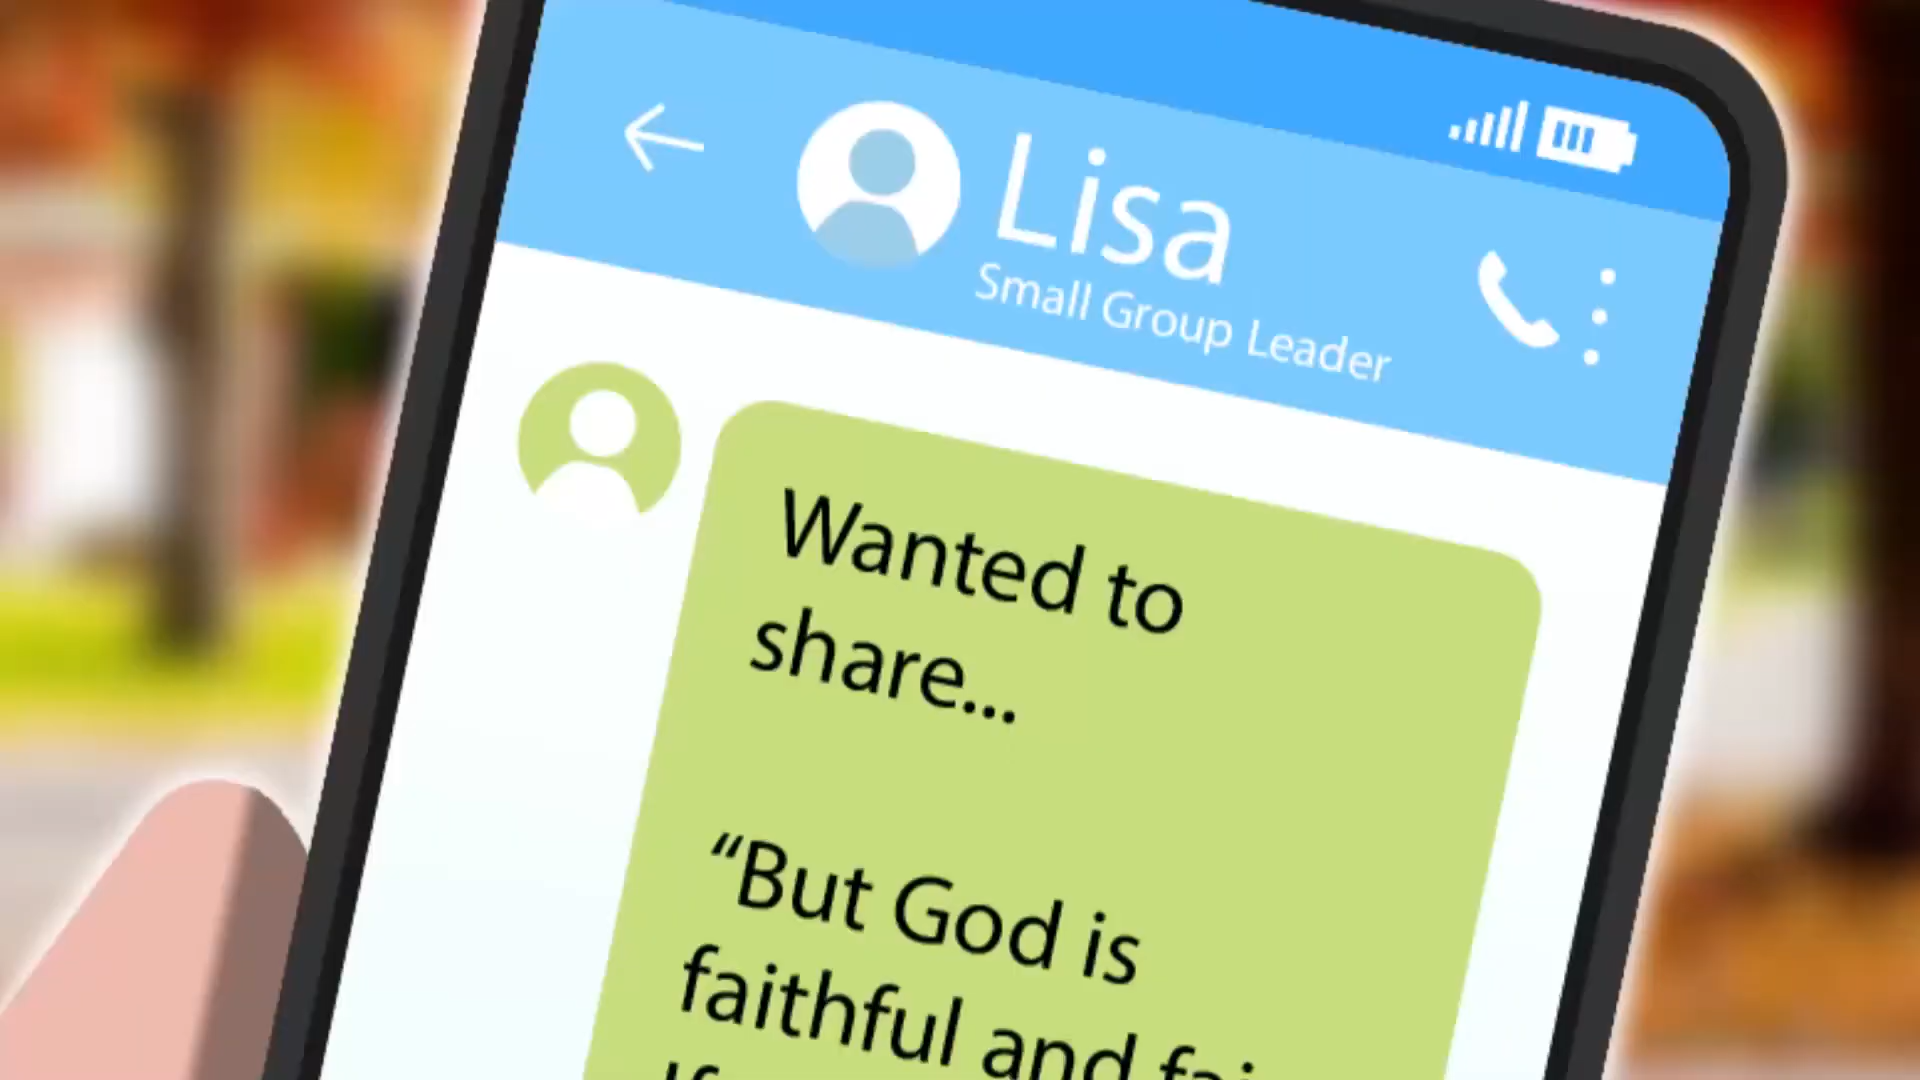 Lisa
Small Group Leader
Wanted to
share...
“But God is
faithful and